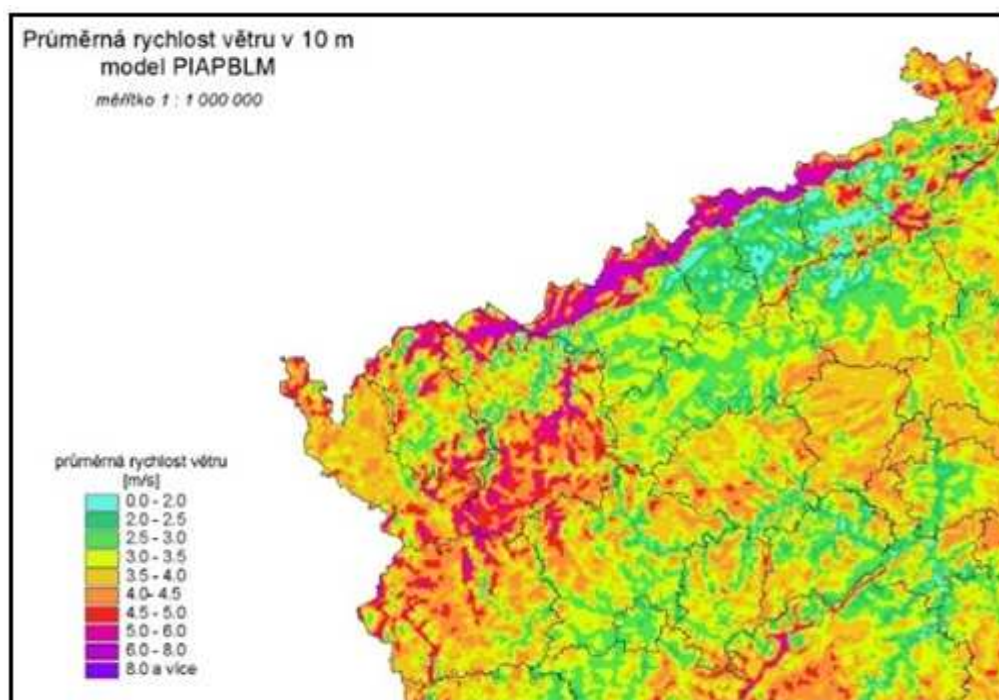 Průměrná rychlost větru v 10 m
model PIAPBLM
měřítko 1 : 1 000 000
průměrná rychlost větru
[m/s]
0.0 - 2.0
2.0 - 2.5
2.5 - 3.0
3.0 - 3.5
3.5 - 4.0
4.0- 4.5
4.5 - 5.0
5.0 - 6.0
6.0 - 8.0
8.0 a více